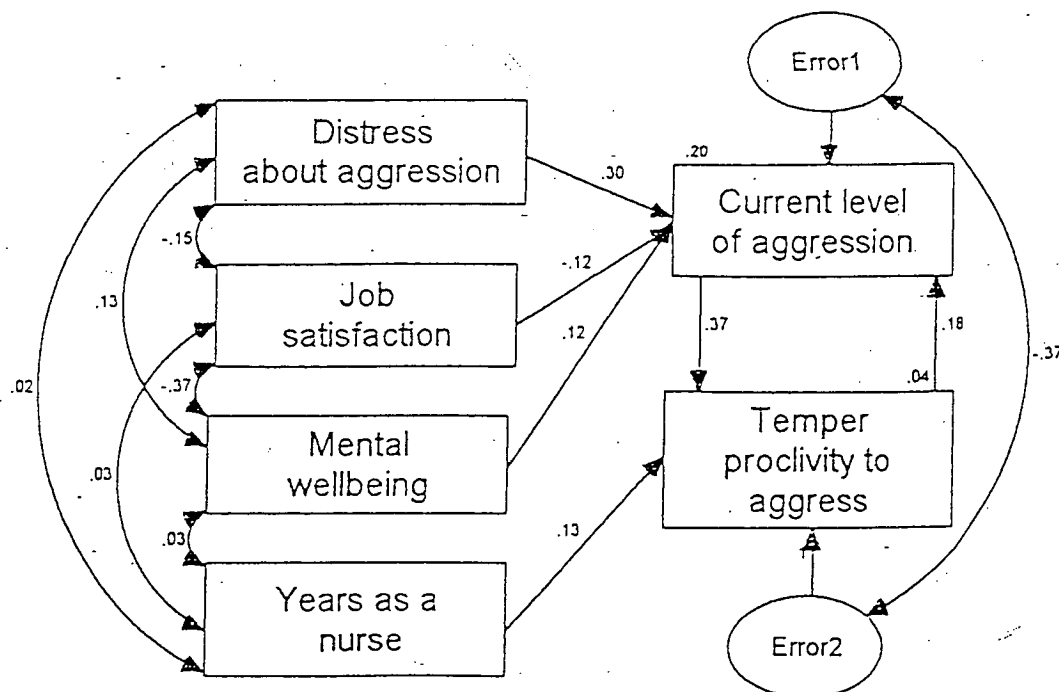 Error1
Distress
about aggression
.20
.30
Current level
of aggression
-.15
-.12
Job
satisfaction
.13
.12
.37
.18
-.37
.02
-.37
.04
Mental
wellbeing
Temper
proclivity to
aggress
.03
.03
.13
Years as a
nurse
Error2